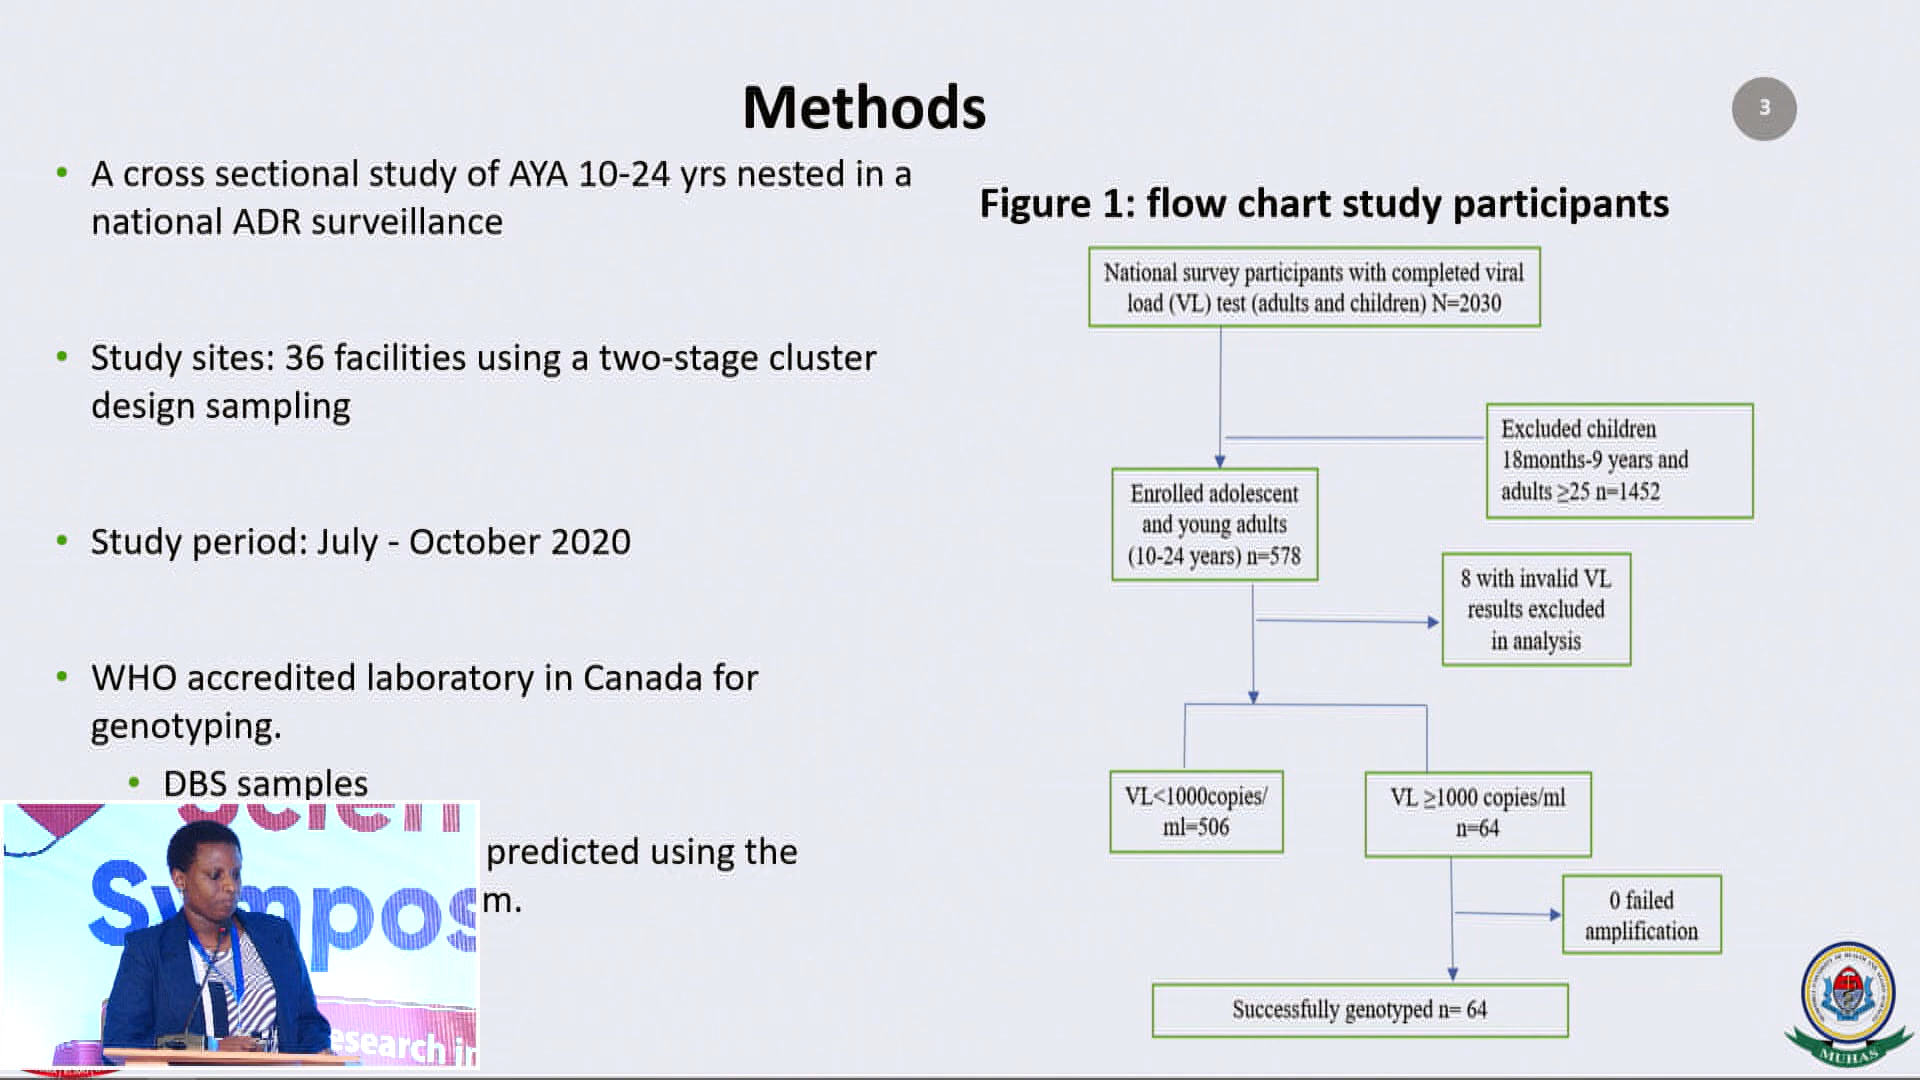 Methods
3
• A cross sectional study of AYA 10-24 yrs nested in a
national ADR surveillance
• Study sites: 36 facilities using a two-stage cluster
design sampling
• Study period: July - October 2020
• WHO accredited laboratory in Canada for
genotyping.
• DBS samples
predicted using the
m.
Figure 1: flow chart study participants
National survey participants with completed viral
load (VL) test (adults and children) N=2030
Excluded children
18months-9 years and
adults ≥25 n=1452
Enrolled adolescent
and young adults
(10-24 years) n=578
8 with invalid VL
results excluded
in analysis
VL<1000copies/
ml=506
VL ≥1000 copies/ml
n=64
0 failed
amplification
Successfully genotyped n= 64
Scien
Sympos
esearch in
MUHAS